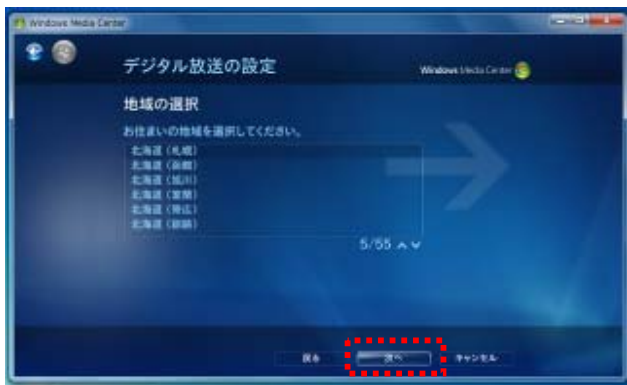 Windows Media Center
デジタル放送の設定
Windows Media Center
地域の選択
お住まいの地域を選択してください。
北海道（札幌）
北海道（函館）
北海道（旭川）
北海道（室蘭）
北海道（帯広）
北海道（釧路）
5/55
戻る 次へ キャンセル